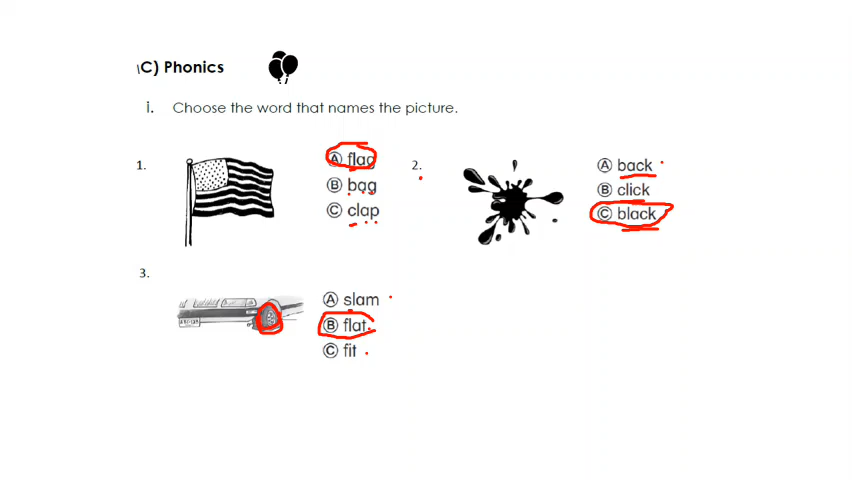 C) Phonics
i. Choose the word that names the picture.
1.
A flag
B bag
C clap
2.
A back
B click
C black
3.
A slam
B flat
C fit